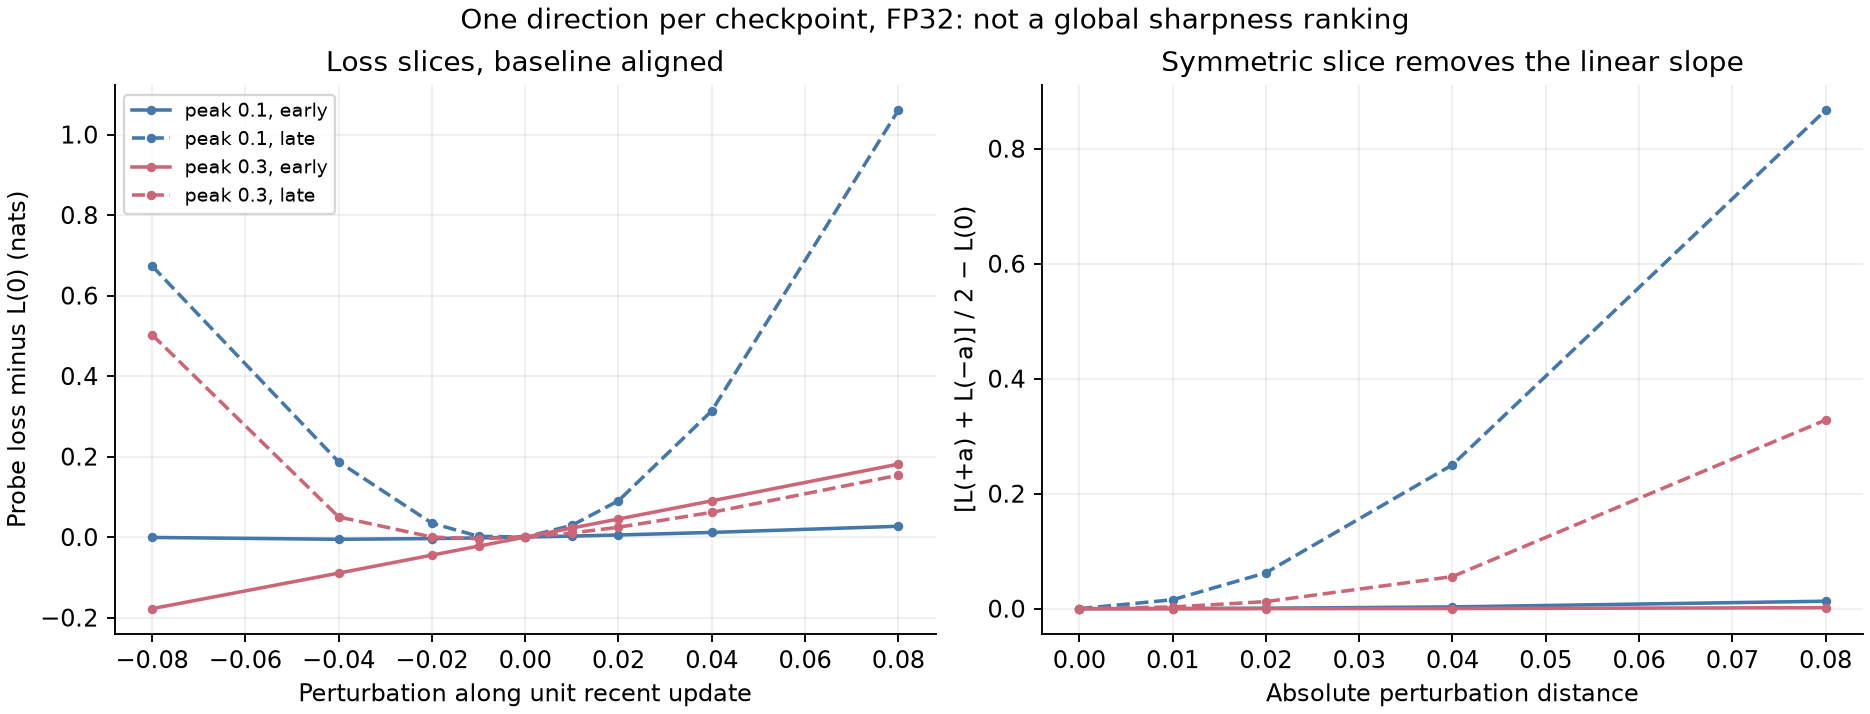 One direction per checkpoint, FP32: not a global sharpness ranking
Loss slices, baseline aligned
Probe loss minus L(0) (nats)
1.0
0.8
0.6
0.4
0.2
0.0
−0.2
peak 0.1, early
peak 0.1, late
peak 0.3, early
peak 0.3, late
−0.08 −0.06 −0.04 −0.02 0.00 0.02 0.04 0.06 0.08
Perturbation along unit recent update
Symmetric slice removes the linear slope
[L(+a) + L(−a)] / 2 − L(0)
0.8
0.6
0.4
0.2
0.0
0.00 0.01 0.02 0.03 0.04 0.05 0.06 0.07 0.08
Absolute perturbation distance